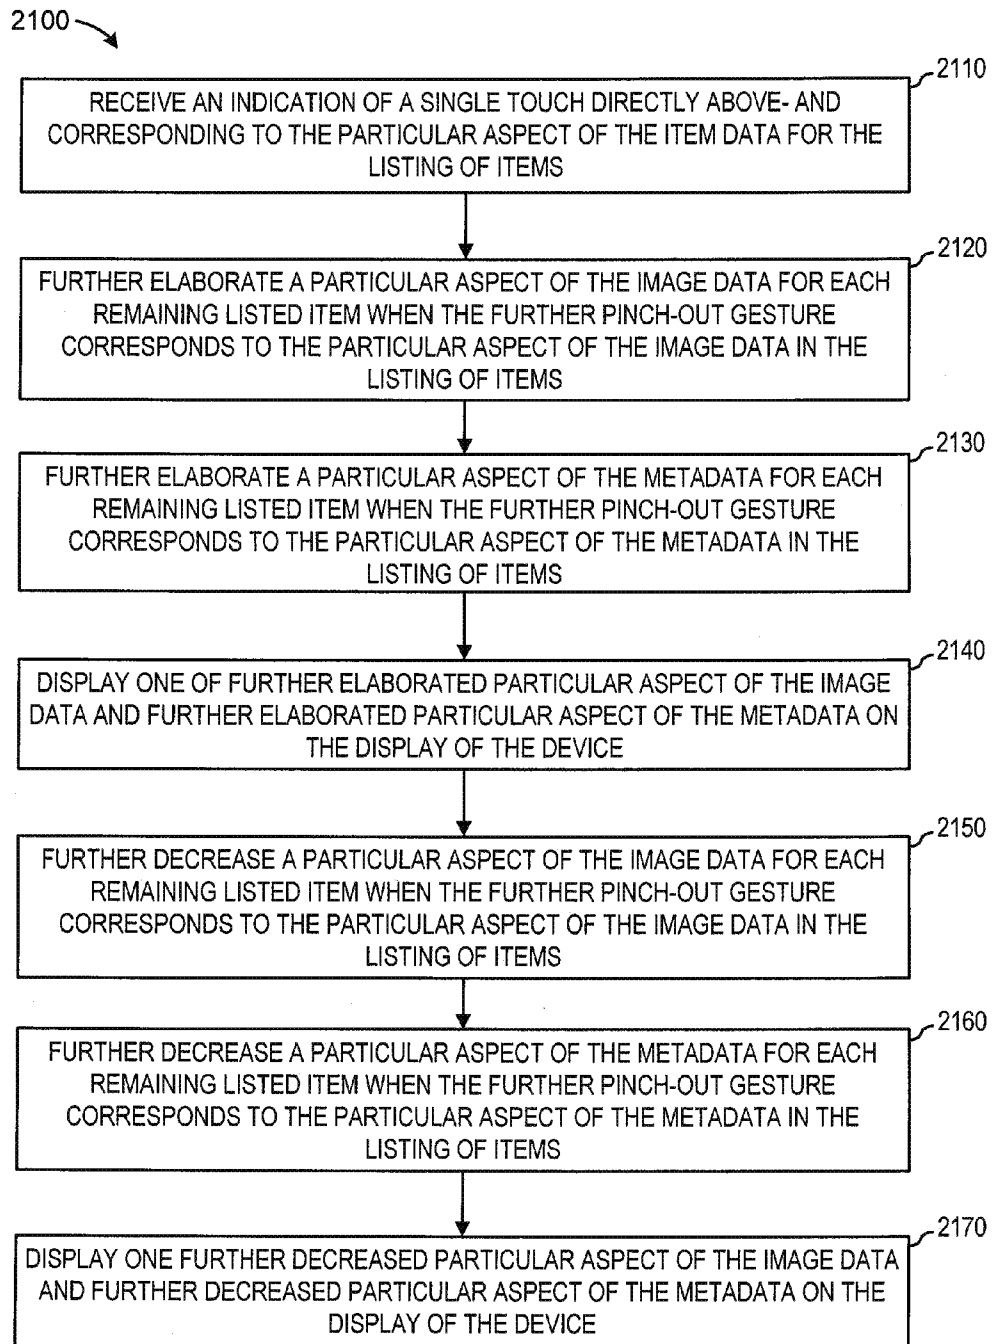 2100
2110
RECEIVE AN INDICATION OF A SINGLE TOUCH DIRECTLY ABOVE- AND
CORRESPONDING TO THE PARTICULAR ASPECT OF THE ITEM DATA FOR THE
LISTING OF ITEMS
2120
FURTHER ELABORATE A PARTICULAR ASPECT OF THE IMAGE DATA FOR EACH
REMAINING LISTED ITEM WHEN THE FURTHER PINCH-OUT GESTURE
CORRESPONDS TO THE PARTICULAR ASPECT OF THE IMAGE DATA IN THE
LISTING OF ITEMS
2130
FURTHER ELABORATE A PARTICULAR ASPECT OF THE METADATA FOR EACH
REMAINING LISTED ITEM WHEN THE FURTHER PINCH-OUT GESTURE
CORRESPONDS TO THE PARTICULAR ASPECT OF THE METADATA IN THE
LISTING OF ITEMS
2140
DISPLAY ONE OF FURTHER ELABORATED PARTICULAR ASPECT OF THE IMAGE
DATA AND FURTHER ELABORATED PARTICULAR ASPECT OF THE METADATA ON
THE DISPLAY OF THE DEVICE
2150
FURTHER DECREASE A PARTICULAR ASPECT OF THE IMAGE DATA FOR EACH
REMAINING LISTED ITEM WHEN THE FURTHER PINCH-OUT GESTURE
CORRESPONDS TO THE PARTICULAR ASPECT OF THE IMAGE DATA IN THE
LISTING OF ITEMS
2160
FURTHER DECREASE A PARTICULAR ASPECT OF THE METADATA FOR EACH
REMAINING LISTED ITEM WHEN THE FURTHER PINCH-OUT GESTURE
CORRESPONDS TO THE PARTICULAR ASPECT OF THE METADATA IN THE
LISTING OF ITEMS
2170
DISPLAY ONE FURTHER DECREASED PARTICULAR ASPECT OF THE IMAGE DATA
AND FURTHER DECREASED PARTICULAR ASPECT OF THE METADATA ON THE
DISPLAY OF THE DEVICE